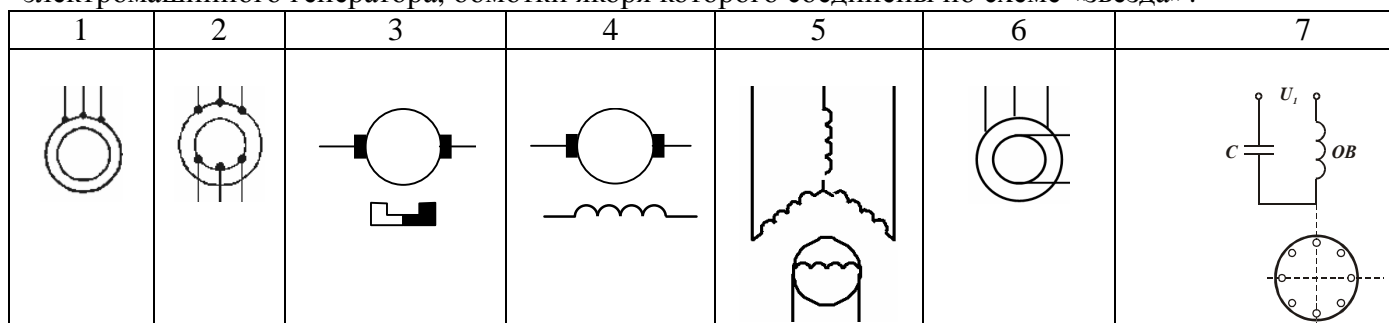 электромашинного генератора, обмотки якоря которого соединены по схеме «звезда»?
1 2 3 4 5 6 7
U₁
C OB